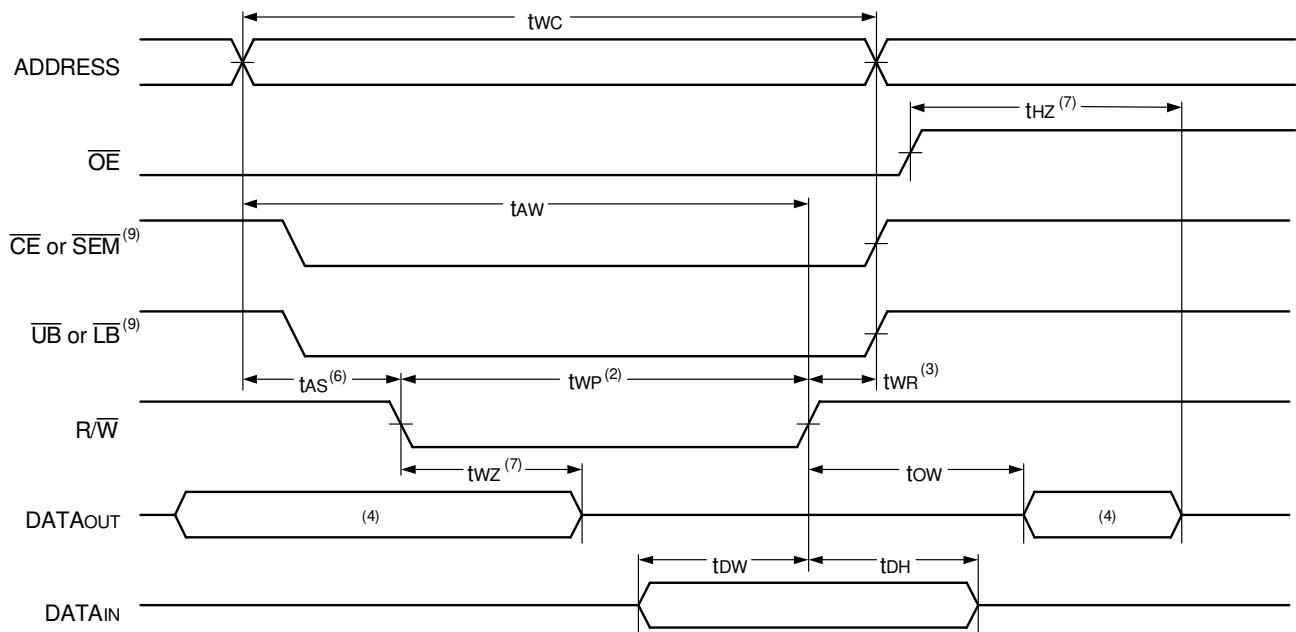 tWC
ADDRESS
tHZ (7)
OE
tAW
CE or SEM (9)
UB or LB (9)
tAS (6)
tWP (2)
tWR (3)
R/W
tWZ (7)
tOW
DATAOUT
(4)
(4)
tDW
tDH
DATAIN